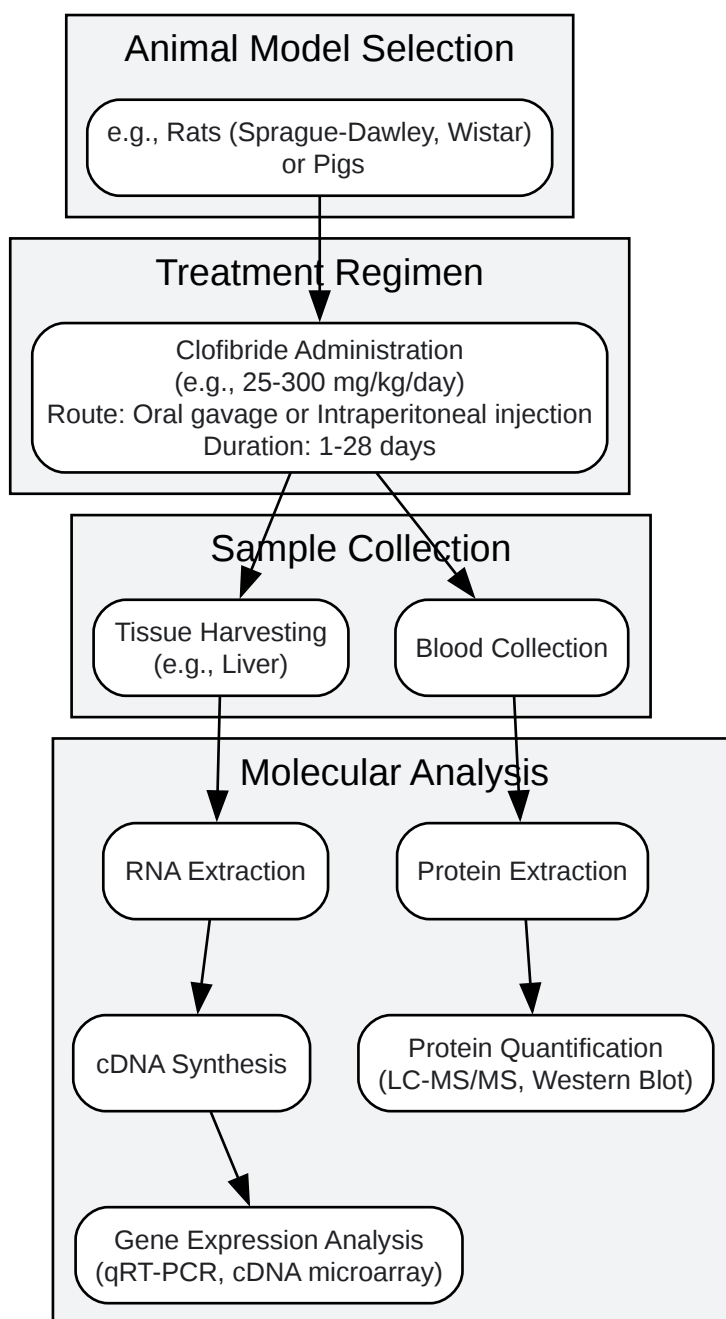 Animal Model Selection
e.g., Rats (Sprague-Dawley, Wistar)
or Pigs
Treatment Regimen
Clofibride Administration
(e.g., 25-300 mg/kg/day)
Route: Oral gavage or Intraperitoneal injection
Duration: 1-28 days
Sample Collection
Tissue Harvesting
(e.g., Liver)
Blood Collection
Molecular Analysis
RNA Extraction
Protein Extraction
cDNA Synthesis
Protein Quantification
(LC-MS/MS, Western Blot)
Gene Expression Analysis
(qRT-PCR, cDNA microarray)